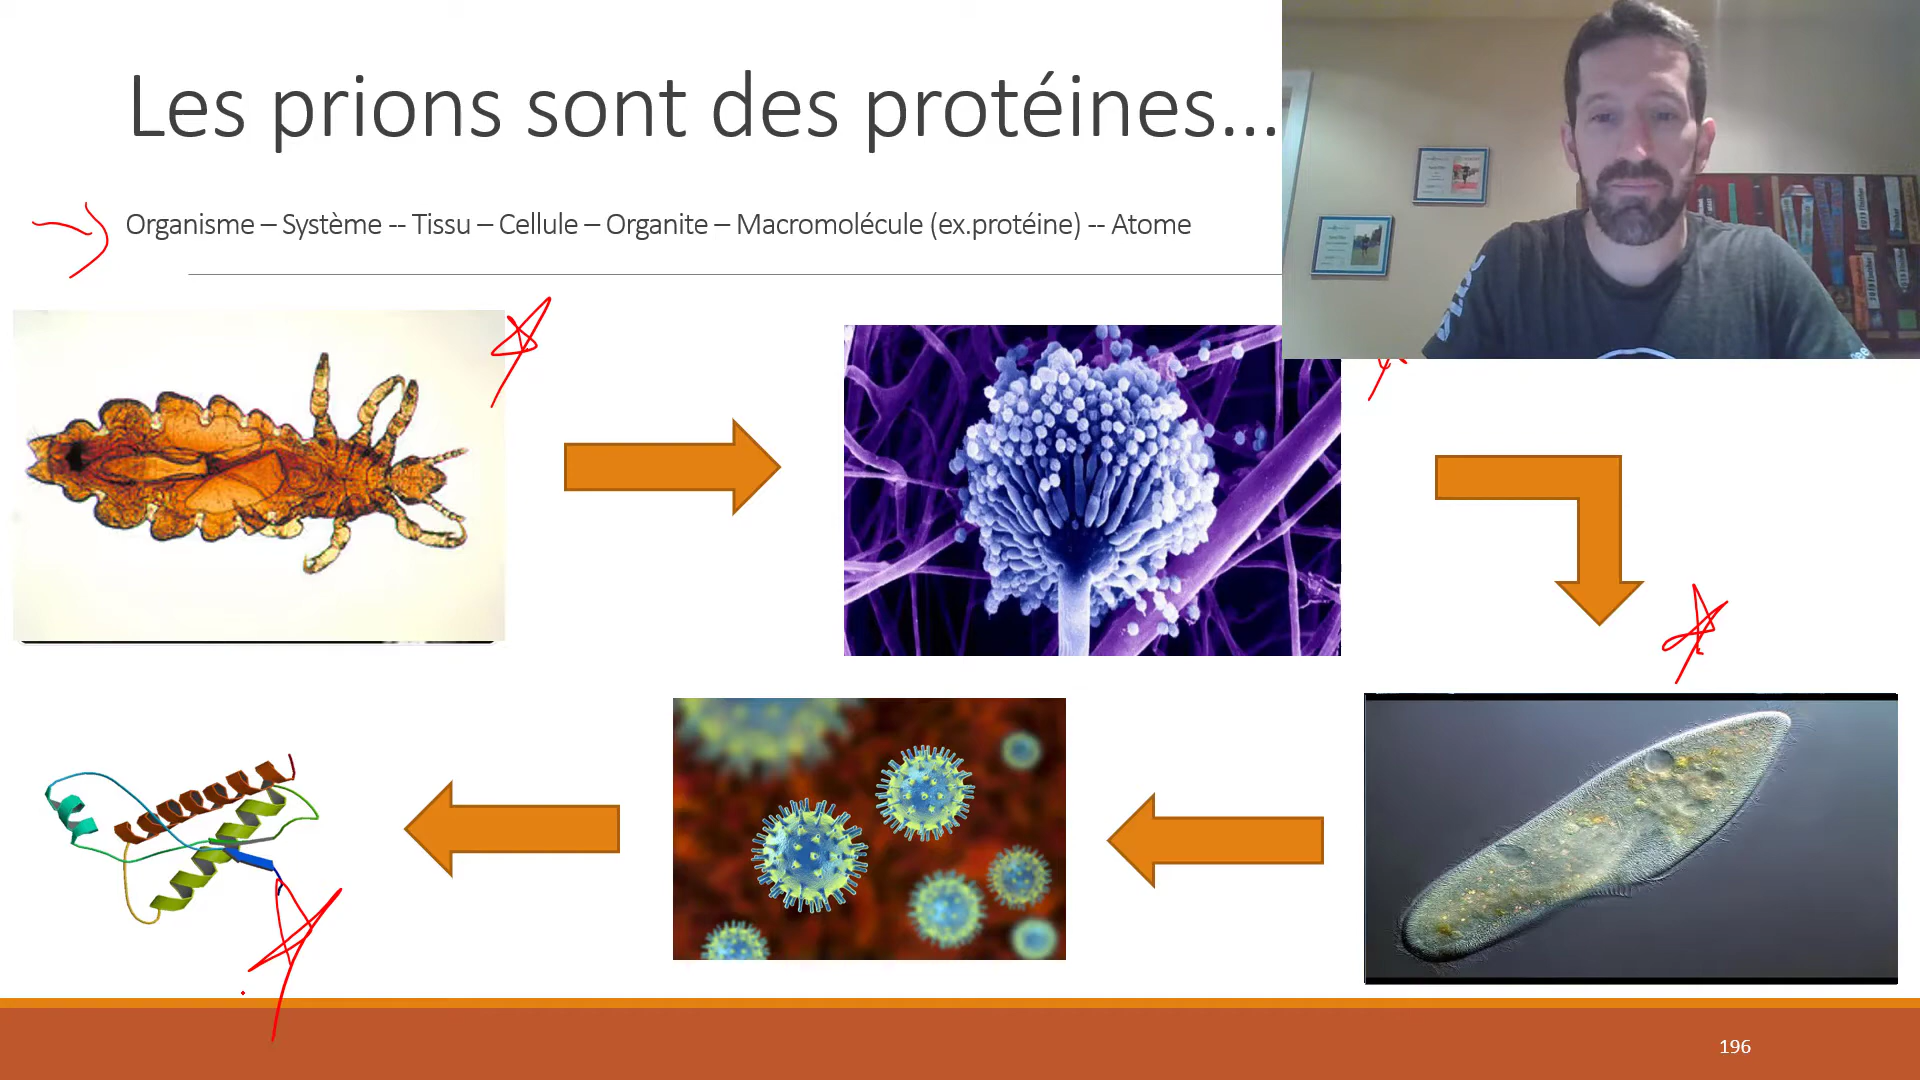 Les prions sont des protéines...
Organisme – Système -- Tissu – Cellule – Organite – Macromolécule (ex.protéine) -- Atome
196